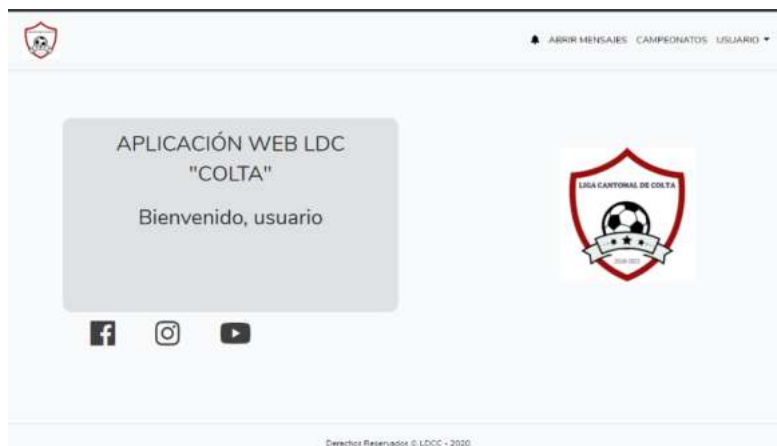 ABRIR MENSAJES CAMPEONATOS USUARIO
APLICACIÓN WEB LDC
"COLTA"
Bienvenido, usuario
LIGA CANTONAL DE COLTA
Derechos Reservados © LDCC - 2020